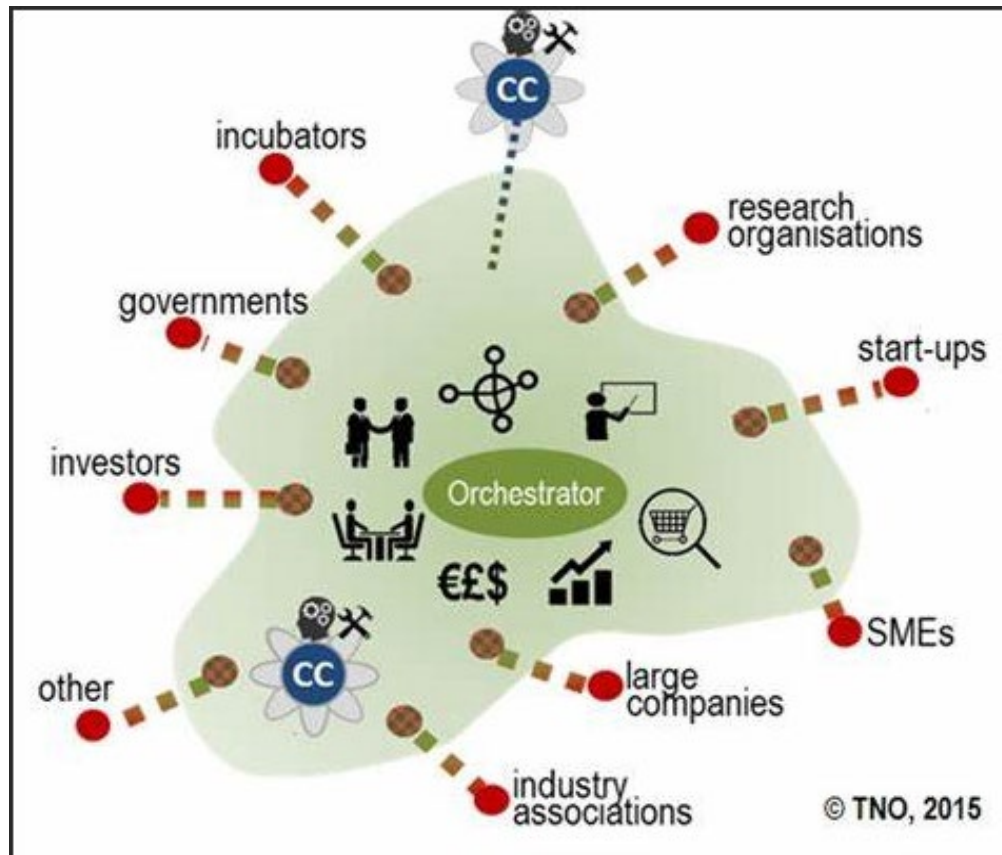 CC
incubators
research
organisations
governments
start-ups
investors
Orchestrator
€£$
CC
SMEs
other
large
companies
industry
associations
© TNO, 2015